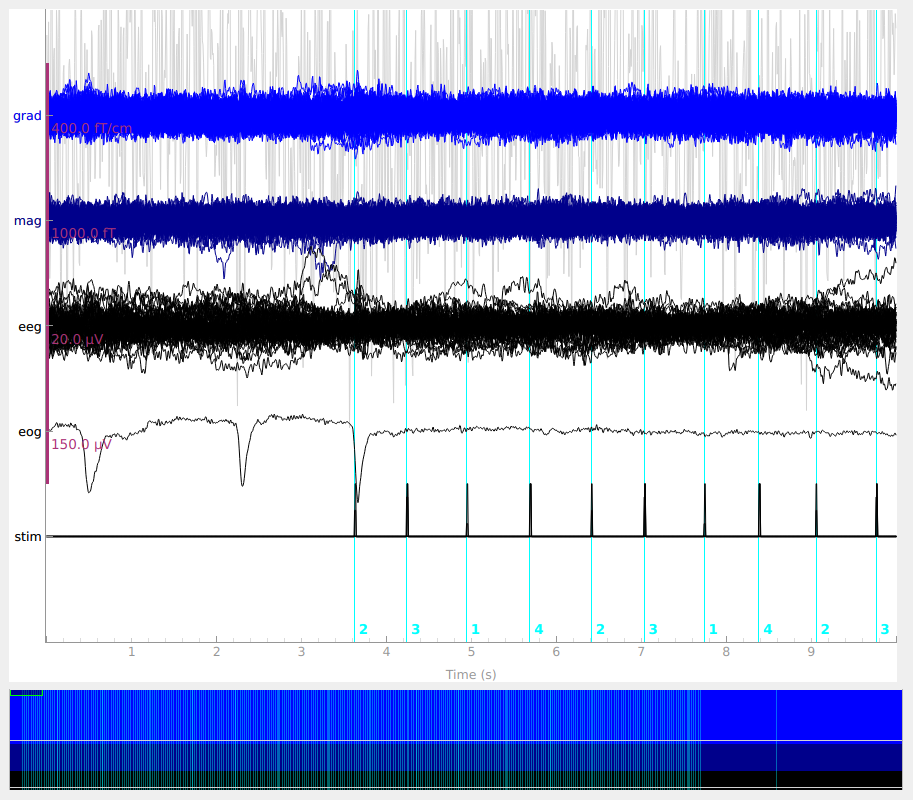 grad
400.0 fT/cm
mag
1000.0 fT
eeg
20.0 µV
eog
150.0 µV
stim
2 3 1 4 2 3 1 4 2 3
1 2 3 4 5 6 7 8 9
Time (s)